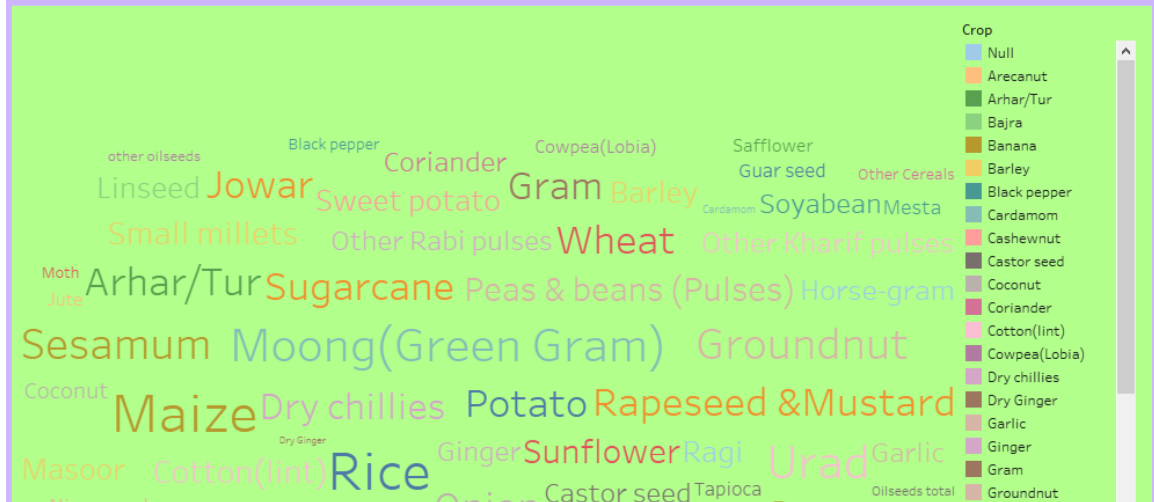 Crop
Null
Arecanut
Arhar/Tur
Bajra
Banana
Barley
Black pepper
Cardamom
Cashewnut
Castor seed
Coconut
Coriander
Cotton(lint)
Cowpea(Lobia)
Dry chillies
Dry Ginger
Garlic
Ginger
Gram
Groundnut
other oilseeds Black pepper Coriander Cowpea(Lobia) Safflower
Guar seed Other Cereals
Linseed Jowar Sweet potato Gram Barley Cardamom Soyabean Mesta
Small millets Other Rabi pulses Wheat Other Kharif pulses
Moth
Jute Arhar/Tur Sugarcane Peas & beans (Pulses) Horse-gram
Sesamum Moong(Green Gram) Groundnut
Coconut Maize Dry chillies Potato Rapeseed &Mustard
Dry Ginger
Masoor Cotton(lint) Rice Ginger Sunflower Ragi Urad Garlic
Onion Castor seed Tapioca Oilseeds total